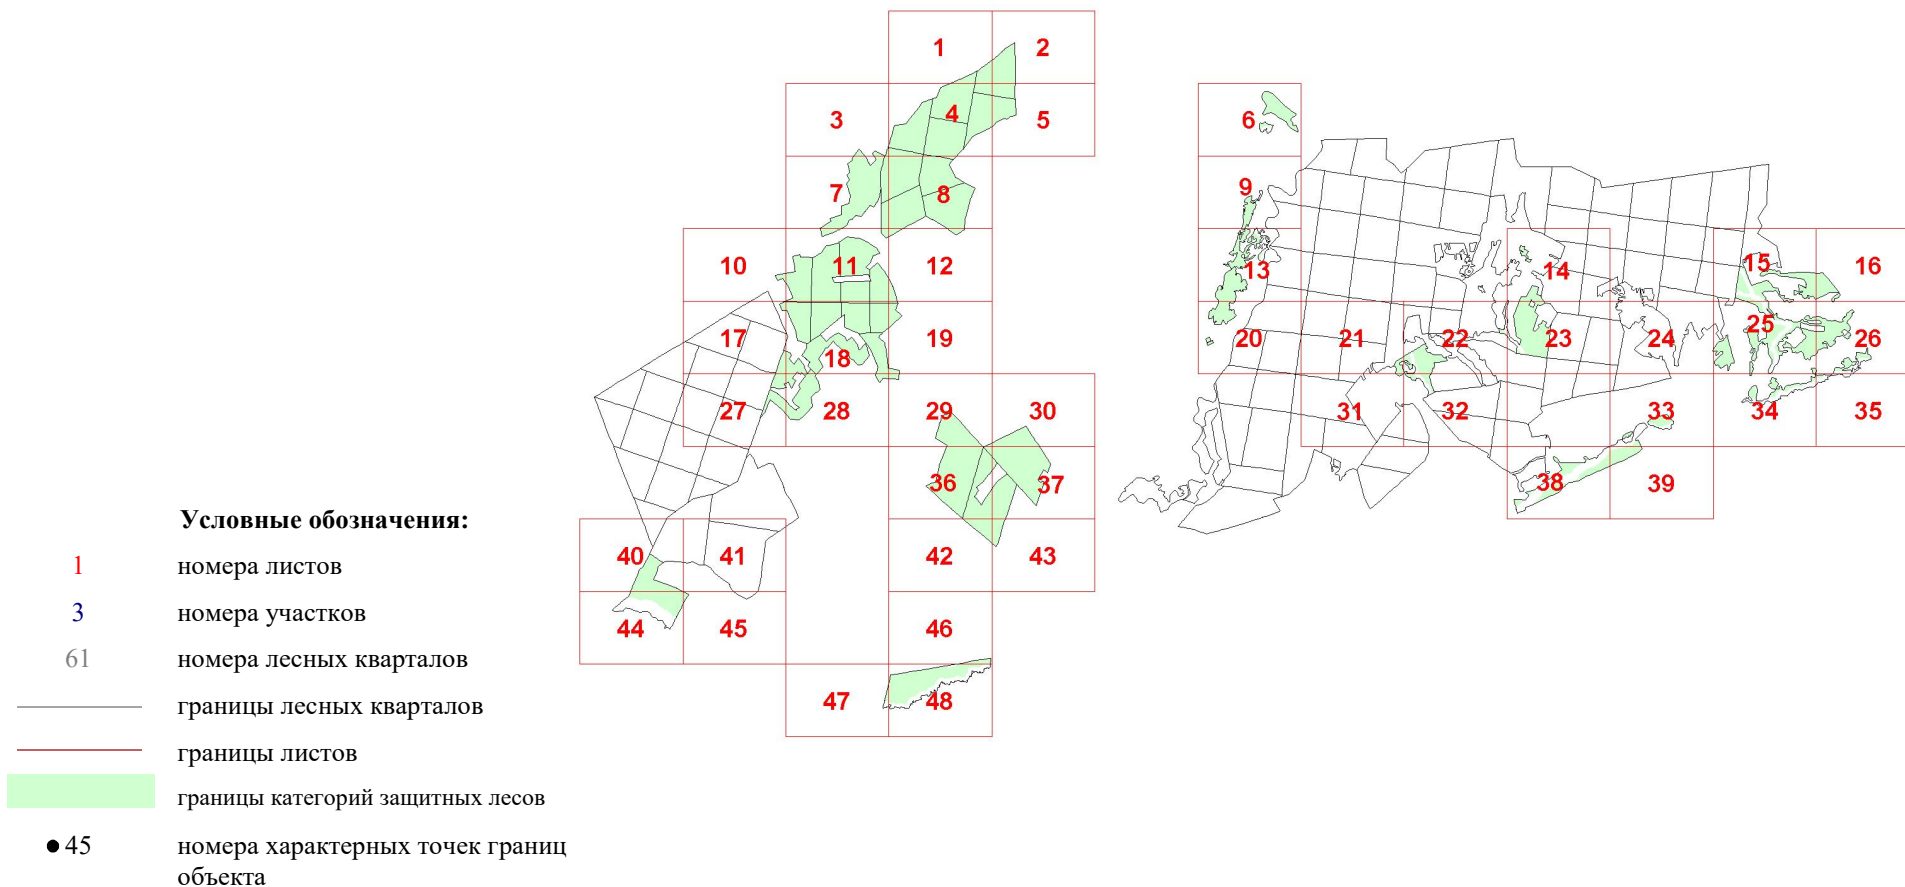 1 2
3 4 5 6
7 8 9
10 11 12 13 14 15 16
17 18 19 20 21 22 23 24 25 26
27 28 29 30 31 32 33 34 35
36 37 38 39
40 41 42 43
44 45 46
47 48
Условные обозначения:
1 номера листов
3 номера участков
61 номера лесных кварталов
границы лесных кварталов
границы листов
границы категорий защитных лесов
45 номера характерных точек границ
объекта